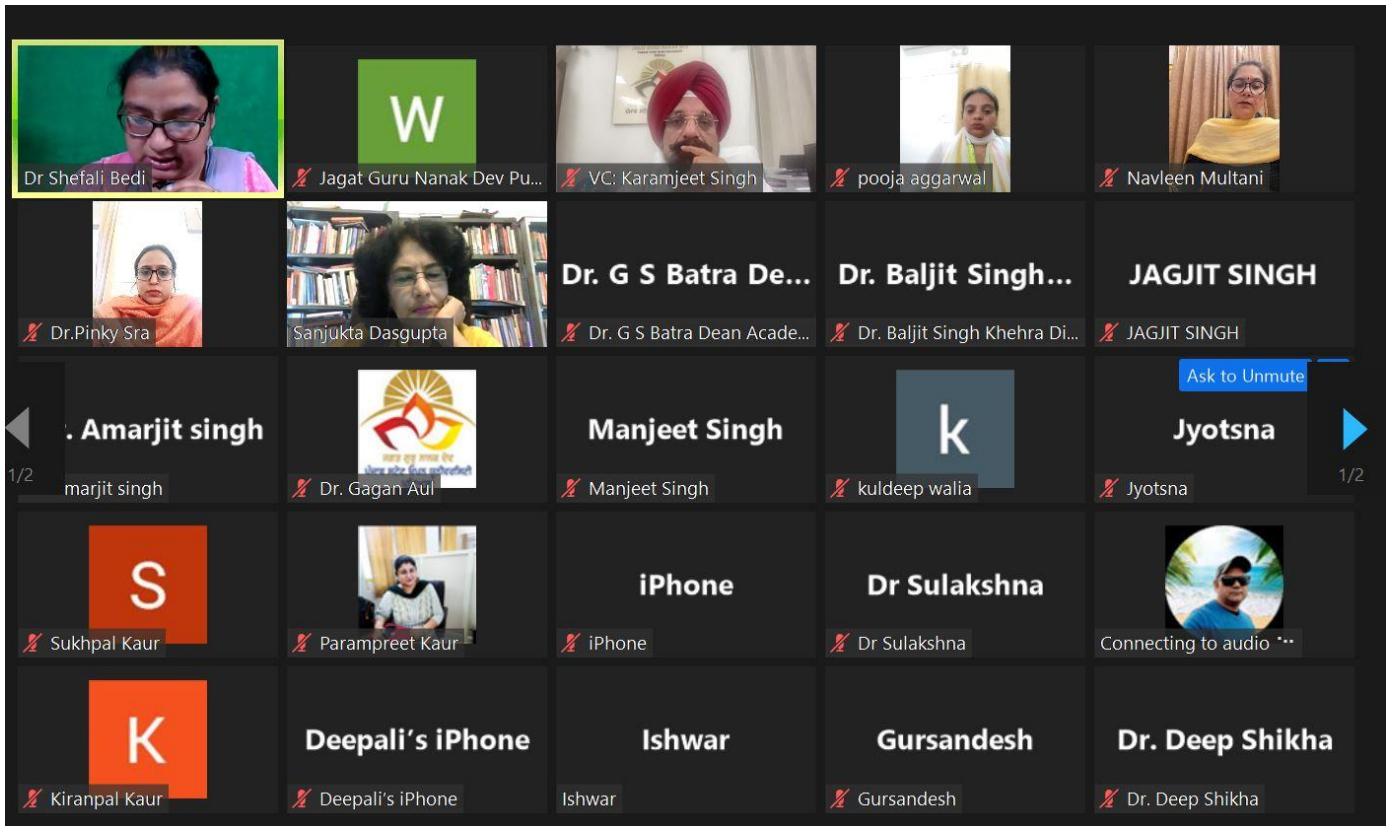 Dr Shefali Bedi
W
Jagat Guru Nanak Dev Pu...
VC: Karamjeet Singh
pooja aggarwal
Navleen Multani
Dr.Pinky Sra
Sanjukta Dasgupta
Dr. G S Batra De...
Dr. G S Batra Dean Acade...
Dr. Baljit Singh...
Dr. Baljit Singh Khehra Di...
JAGJIT SINGH
JAGJIT SINGH
. Amarjit singh
marjit singh
1/2
ਜਗਤ ਗੁਰੂ ਨਾਨਕ ਦੇਵ
Dr. Gagan Aul
Manjeet Singh
Manjeet Singh
k
kuldeep walia
Ask to Unmute
Jyotsna
Jyotsna
1/2
S
Sukhpal Kaur
Parampreet Kaur
iPhone
iPhone
Dr Sulakshna
Dr Sulakshna
Connecting to audio ...
K
Kiranpal Kaur
Deepali's iPhone
Deepali's iPhone
Ishwar
Ishwar
Gursandesh
Gursandesh
Dr. Deep Shikha
Dr. Deep Shikha